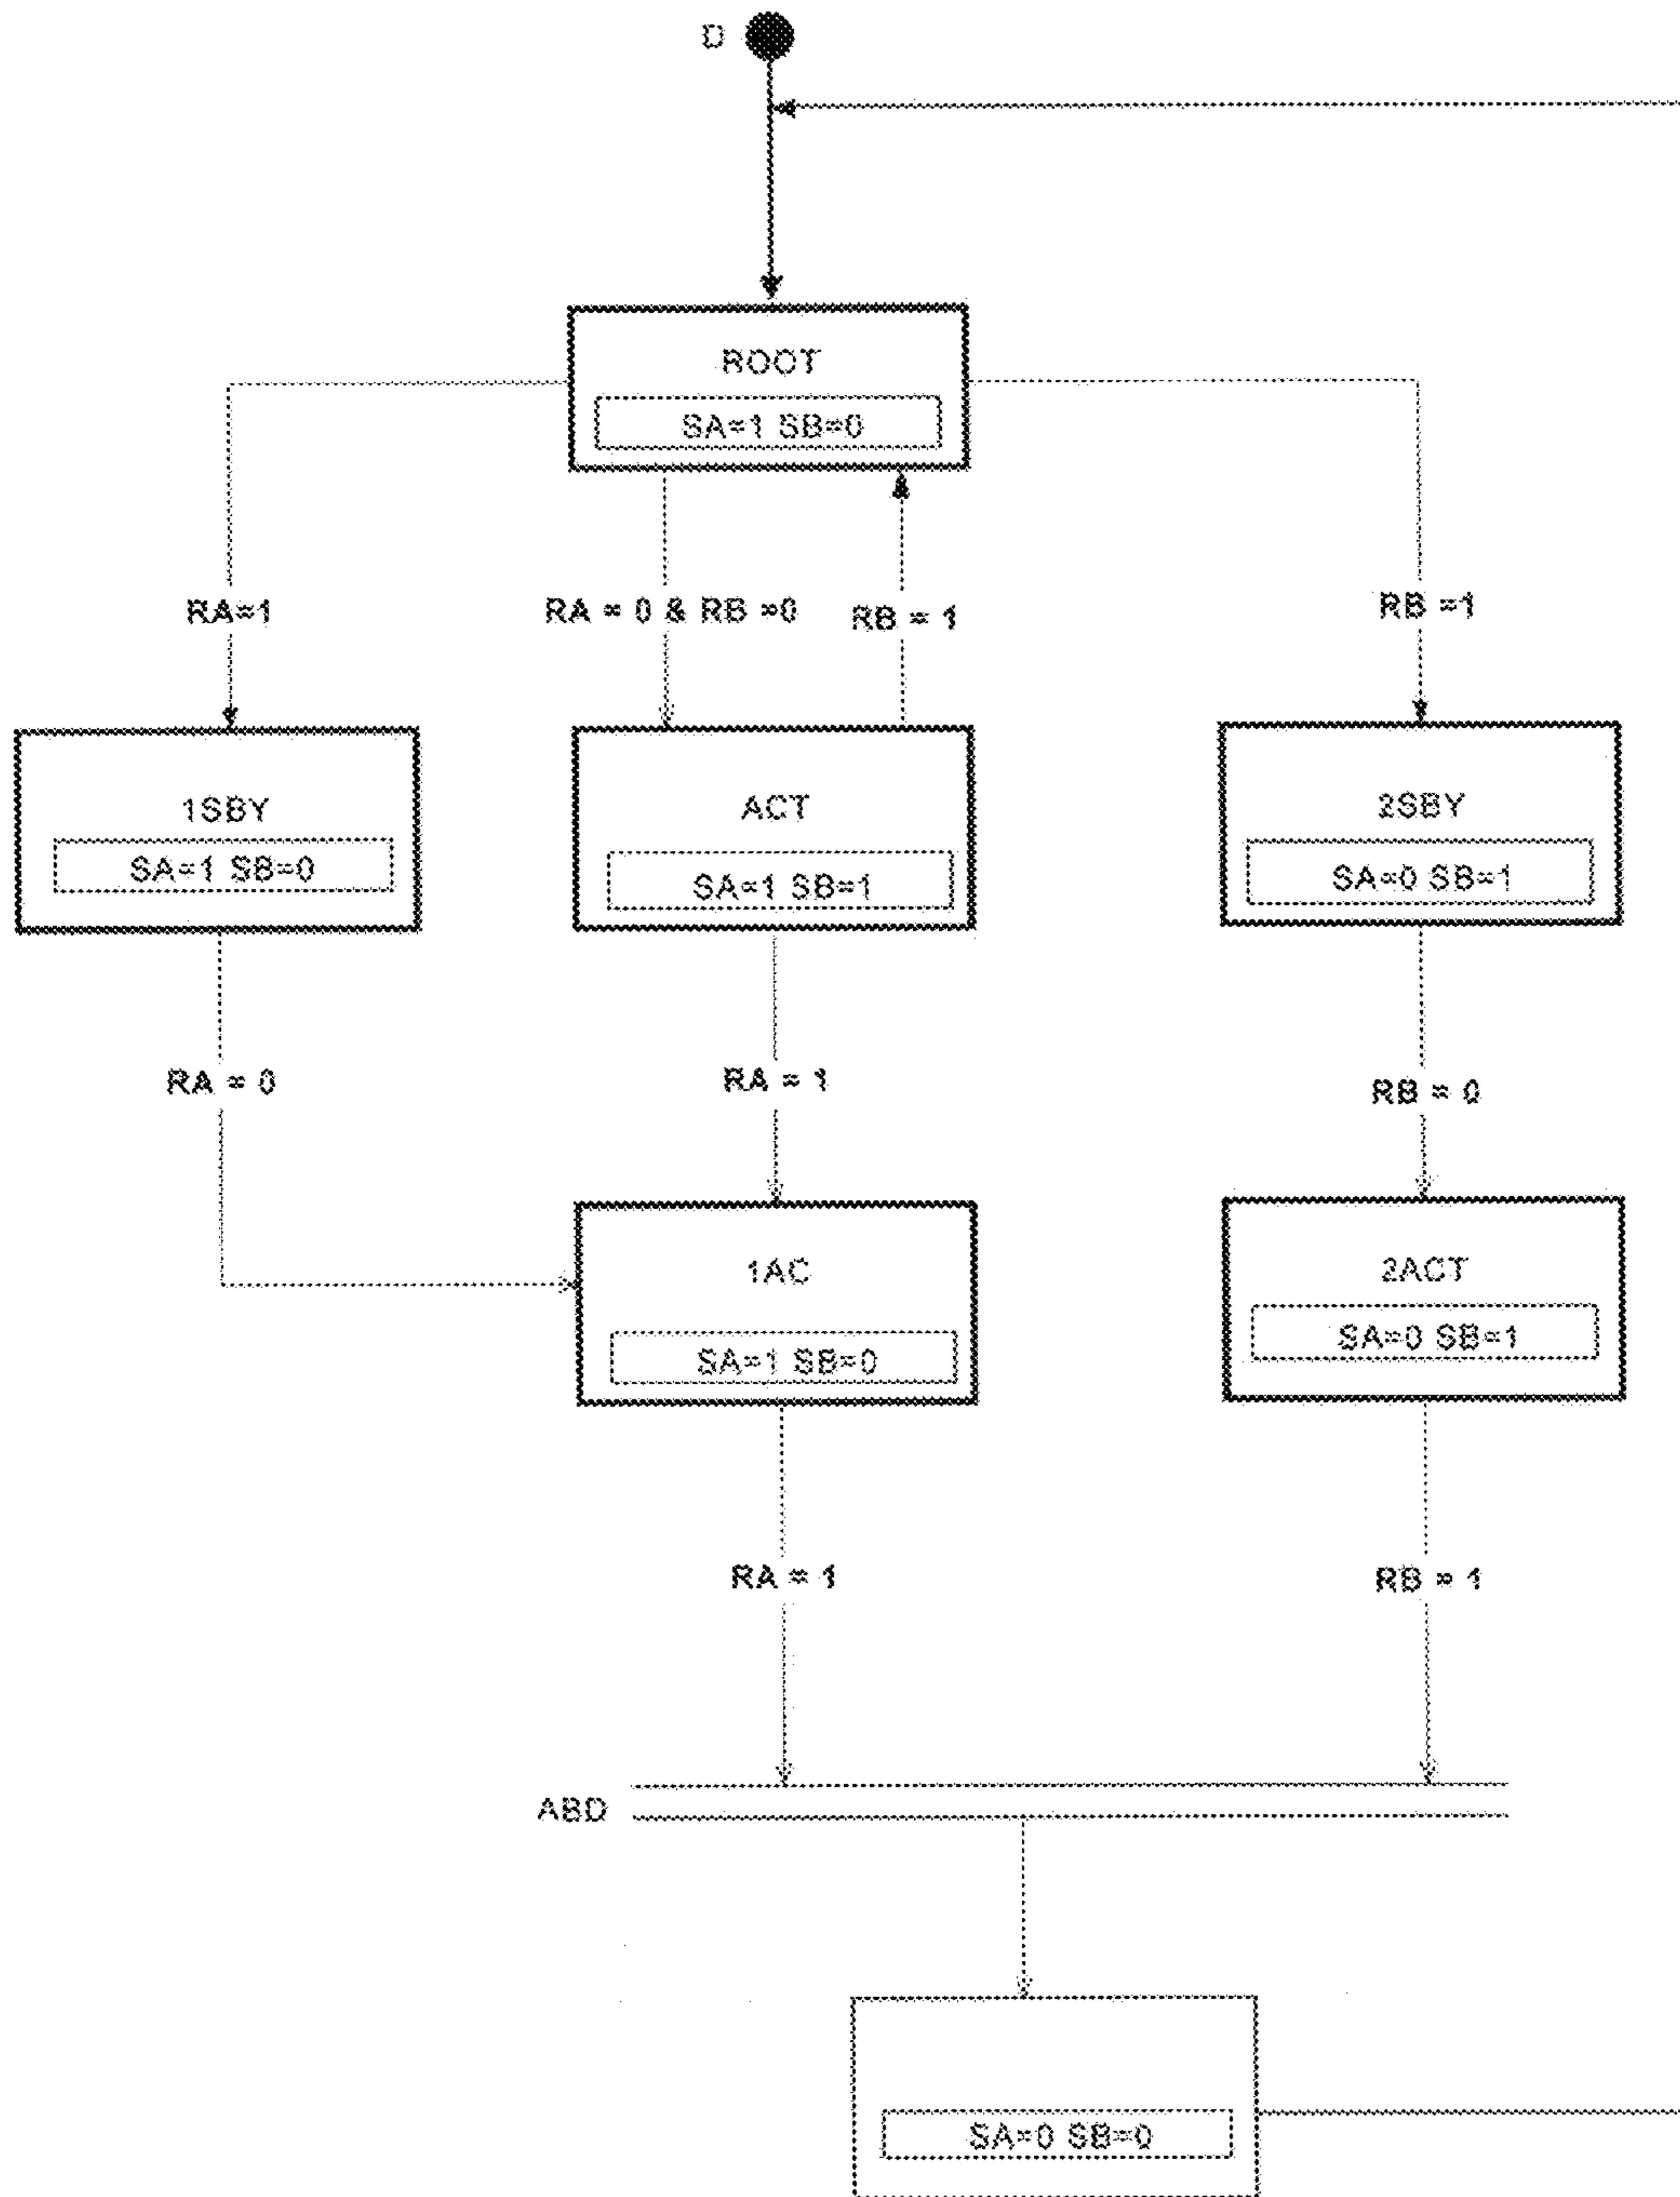 D
ROOT
SA=1 SB=0
RA=1
RA = 0 & RB =0
RB = 1
RB =1
1SBY
SA=1 SB=0
ACT
SA=1 SB=1
2SBY
SA=0 SB=1
RA = 0
RA = 1
RB = 0
1AC
SA=1 SB=0
2ACT
SA=0 SB=1
RA = 1
RB = 1
ABD
SA=0 SB=0